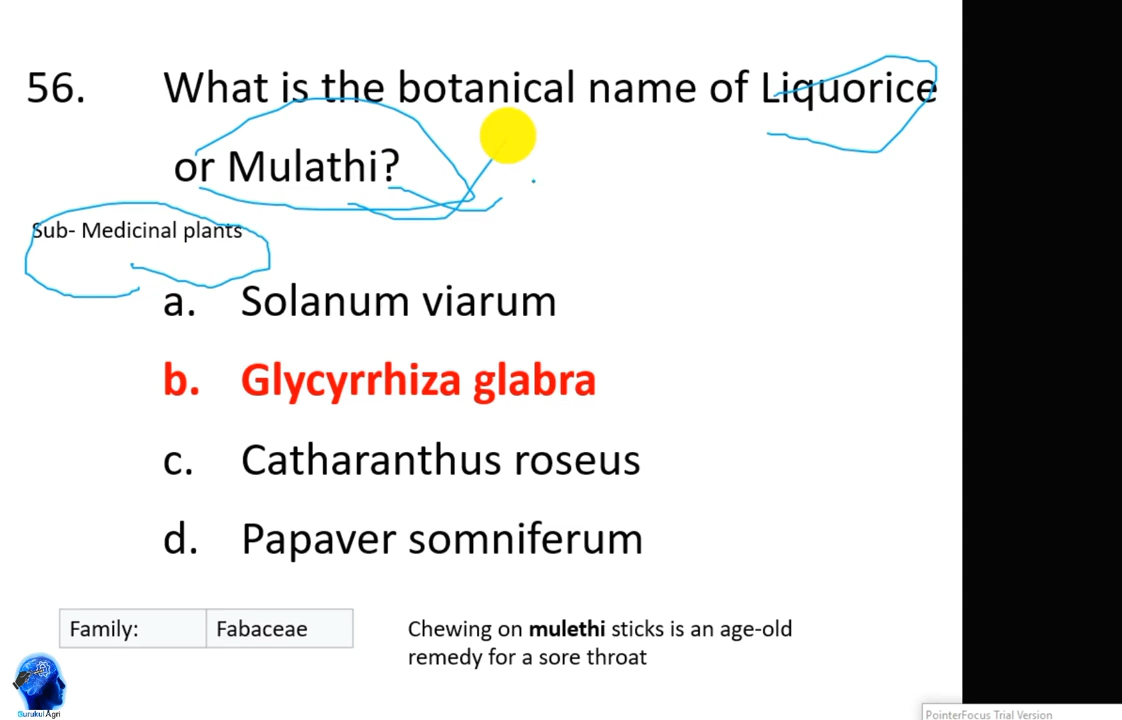 56. What is the botanical name of Liquorice
or Mulathi?
Sub- Medicinal plants
a. Solanum viarum
b. Glycyrrhiza glabra
c. Catharanthus roseus
d. Papaver somniferum
Family: Fabaceae
Chewing on mulethi sticks is an age-old
remedy for a sore throat
Gurukul Agri
PointerFocus Trial Version